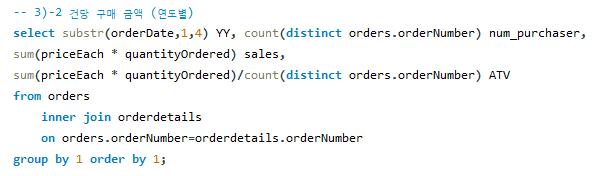 -- 3)-2 건당 구매 금액 (연도별)
select substr(orderDate,1,4) YY, count(distinct orders.orderNumber) num_purchaser,
sum(priceEach * quantityOrdered) sales,
sum(priceEach * quantityOrdered)/count(distinct orders.orderNumber) ATV
from orders
    inner join orderdetails
    on orders.orderNumber=orderdetails.orderNumber
group by 1 order by 1;